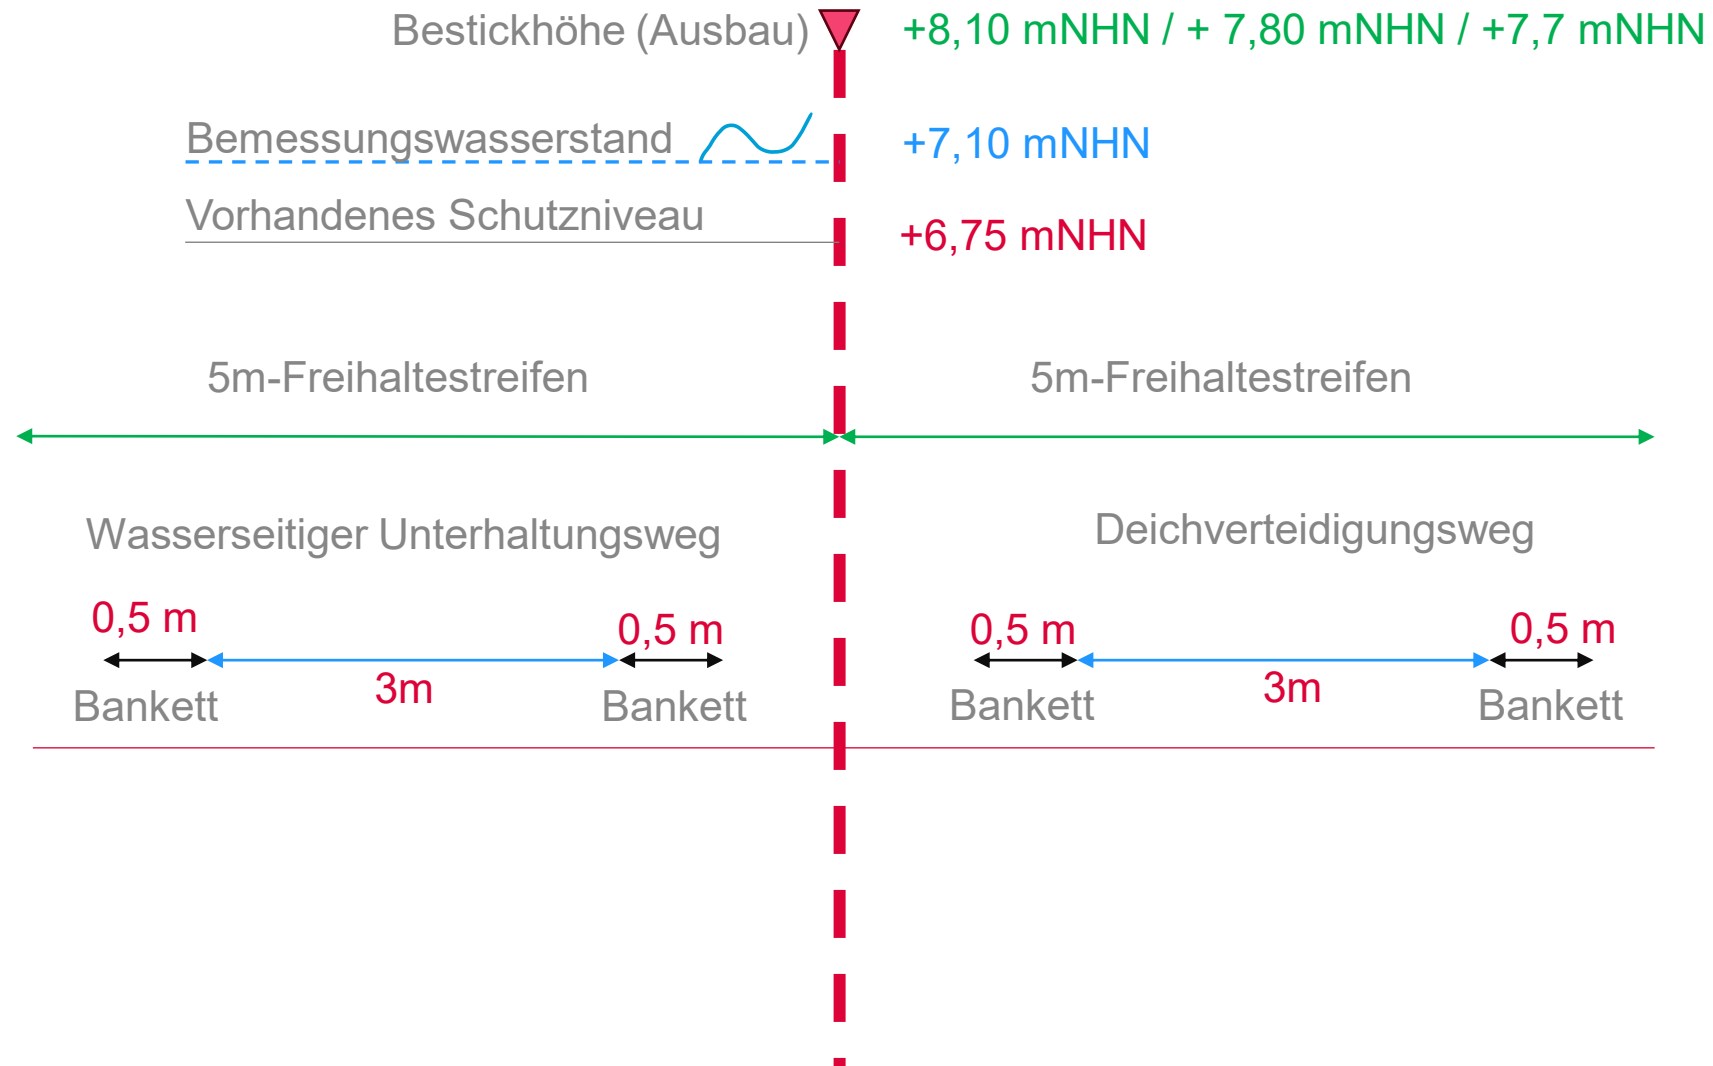 Bestickhöhe (Ausbau) +8,10 mNHN / + 7,80 mNHN / +7,7 mNHN
Bemessungswasserstand +7,10 mNHN
Vorhandenes Schutzniveau +6,75 mNHN
5m-Freihaltestreifen 5m-Freihaltestreifen
Wasserseitiger Unterhaltungsweg Deichverteidigungsweg
0,5 m 0,5 m 0,5 m 0,5 m
3m 3m
Bankett Bankett Bankett Bankett